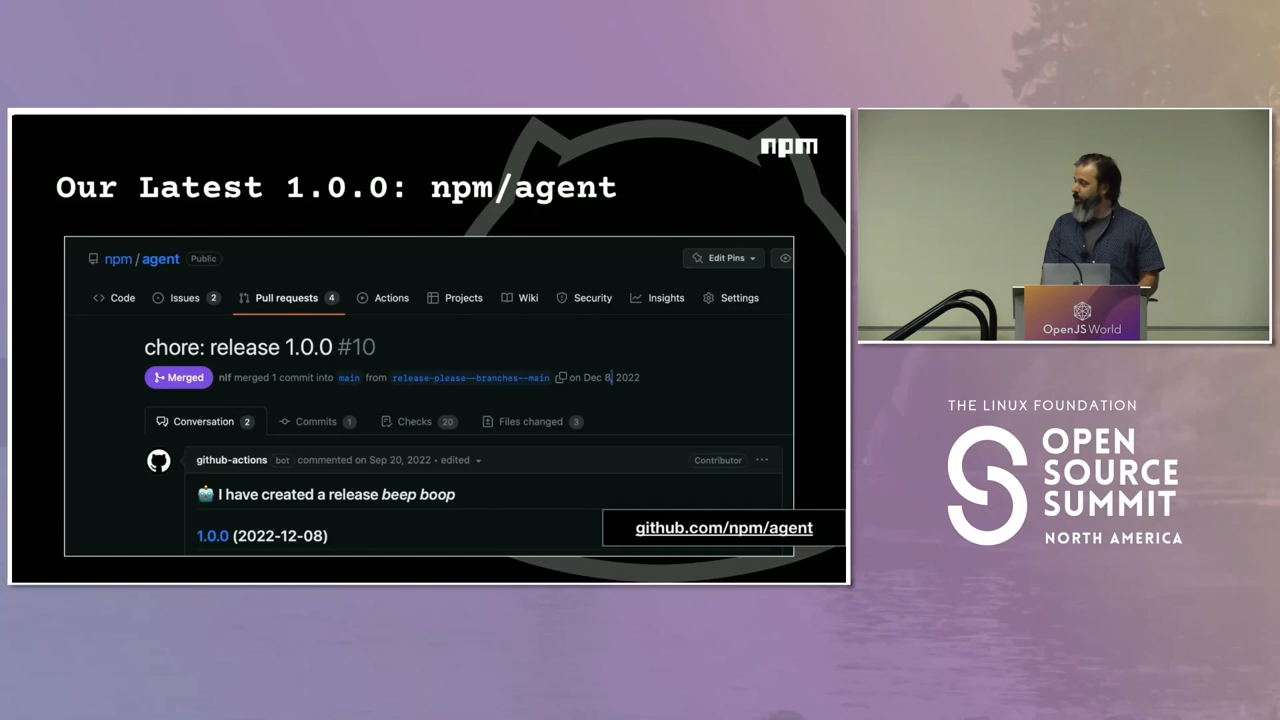 npm
Our Latest 1.0.0: npm/agent
npm / agent Public
Edit Pins
Code Issues 2 Pull requests 4 Actions Projects Wiki Security Insights Settings
chore: release 1.0.0 #10
Merged nlf merged 1 commit into main from release-please--branches--main on Dec 8, 2022
Conversation 2 Commits 1 Checks 20 Files changed 3
github-actions bot commented on Sep 20, 2022 • edited Contributor
🤖 I have created a release beep boop
1.0.0 (2022-12-08)
github.com/npm/agent
OpenJS World
THE LINUX FOUNDATION
OPEN
SOURCE
SUMMIT
NORTH AMERICA